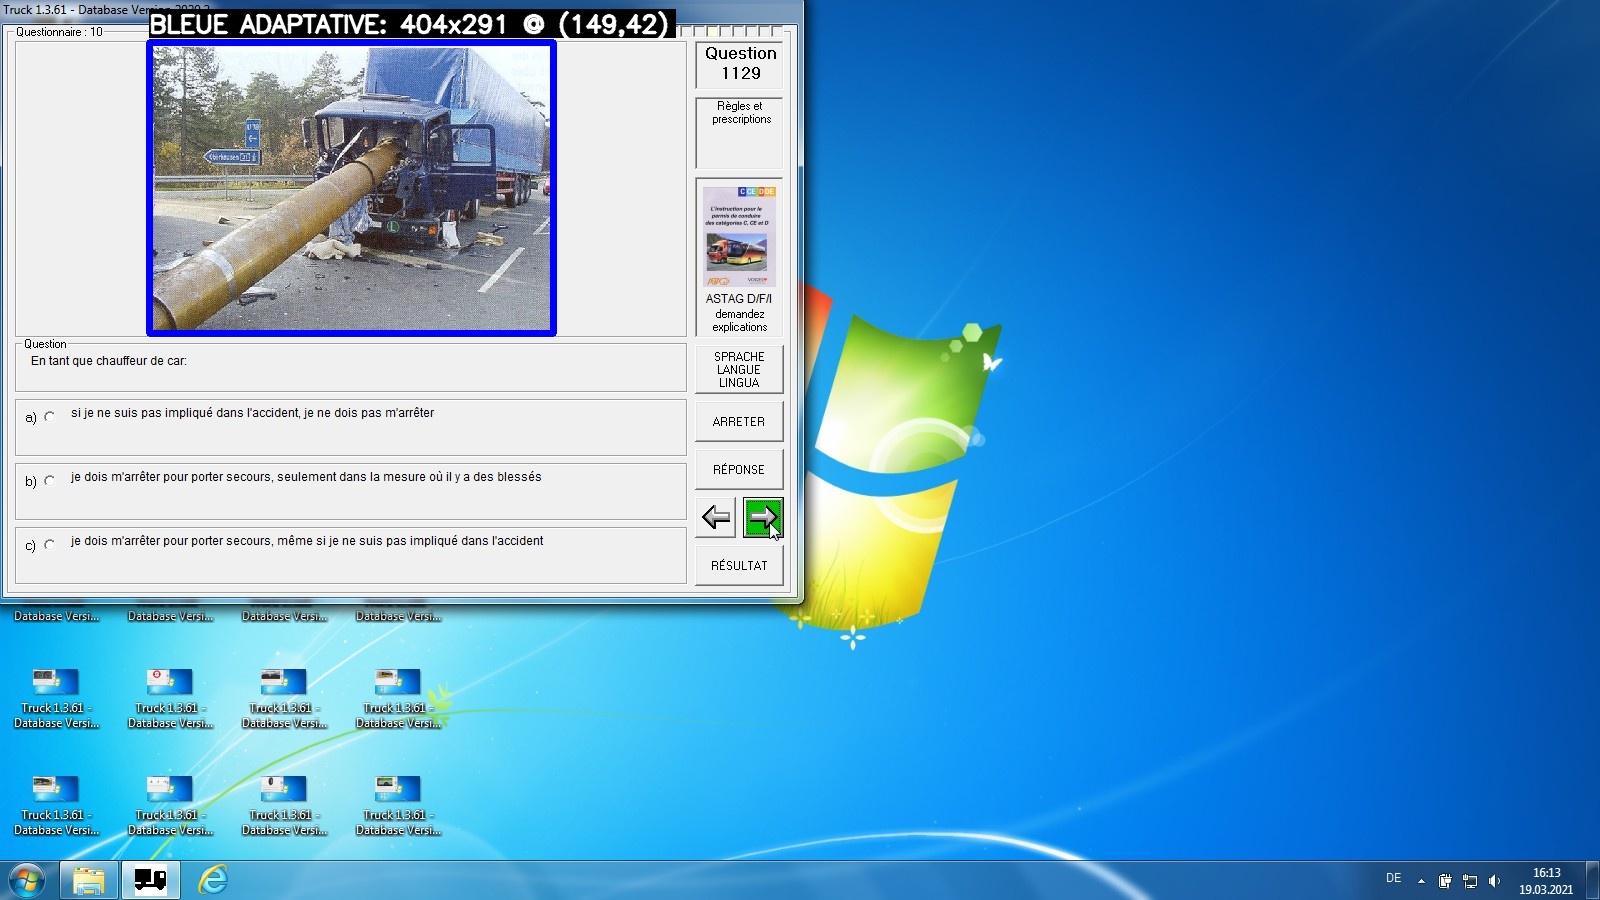 Truck 1.3.61 - Database Version 2020.2
BLEUE ADAPTATIVE: 404x291 @ (149,42)
Questionnaire : 10
Question
1129
Règles et
prescriptions
CCEDDE
L'instruction pour le
permis de conduire
des catégories C, CE et D
ASTAG D/F/I
demandez
explications
Oberhausen
Question
En tant que chauffeur de car:
a) si je ne suis pas impliqué dans l'accident, je ne dois pas m'arrêter
b) je dois m'arrêter pour porter secours, seulement dans la mesure où il y a des blessés
c) je dois m'arrêter pour porter secours, même si je ne suis pas impliqué dans l'accident
SPRACHE
LANGUE
LINGUA
ARRETER
RÉPONSE
RÉSULTAT
Database Versi... Database Versi... Database Versi... Database Versi...
Truck 1.3.61 - Truck 1.3.61 - Truck 1.3.61 - Truck 1.3.61 -
Database Versi... Database Versi... Database Versi... Database Versi...
Truck 1.3.61 - Truck 1.3.61 - Truck 1.3.61 - Truck 1.3.61 -
Database Versi... Database Versi... Database Versi... Database Versi...
DE
16:13
19.03.2021